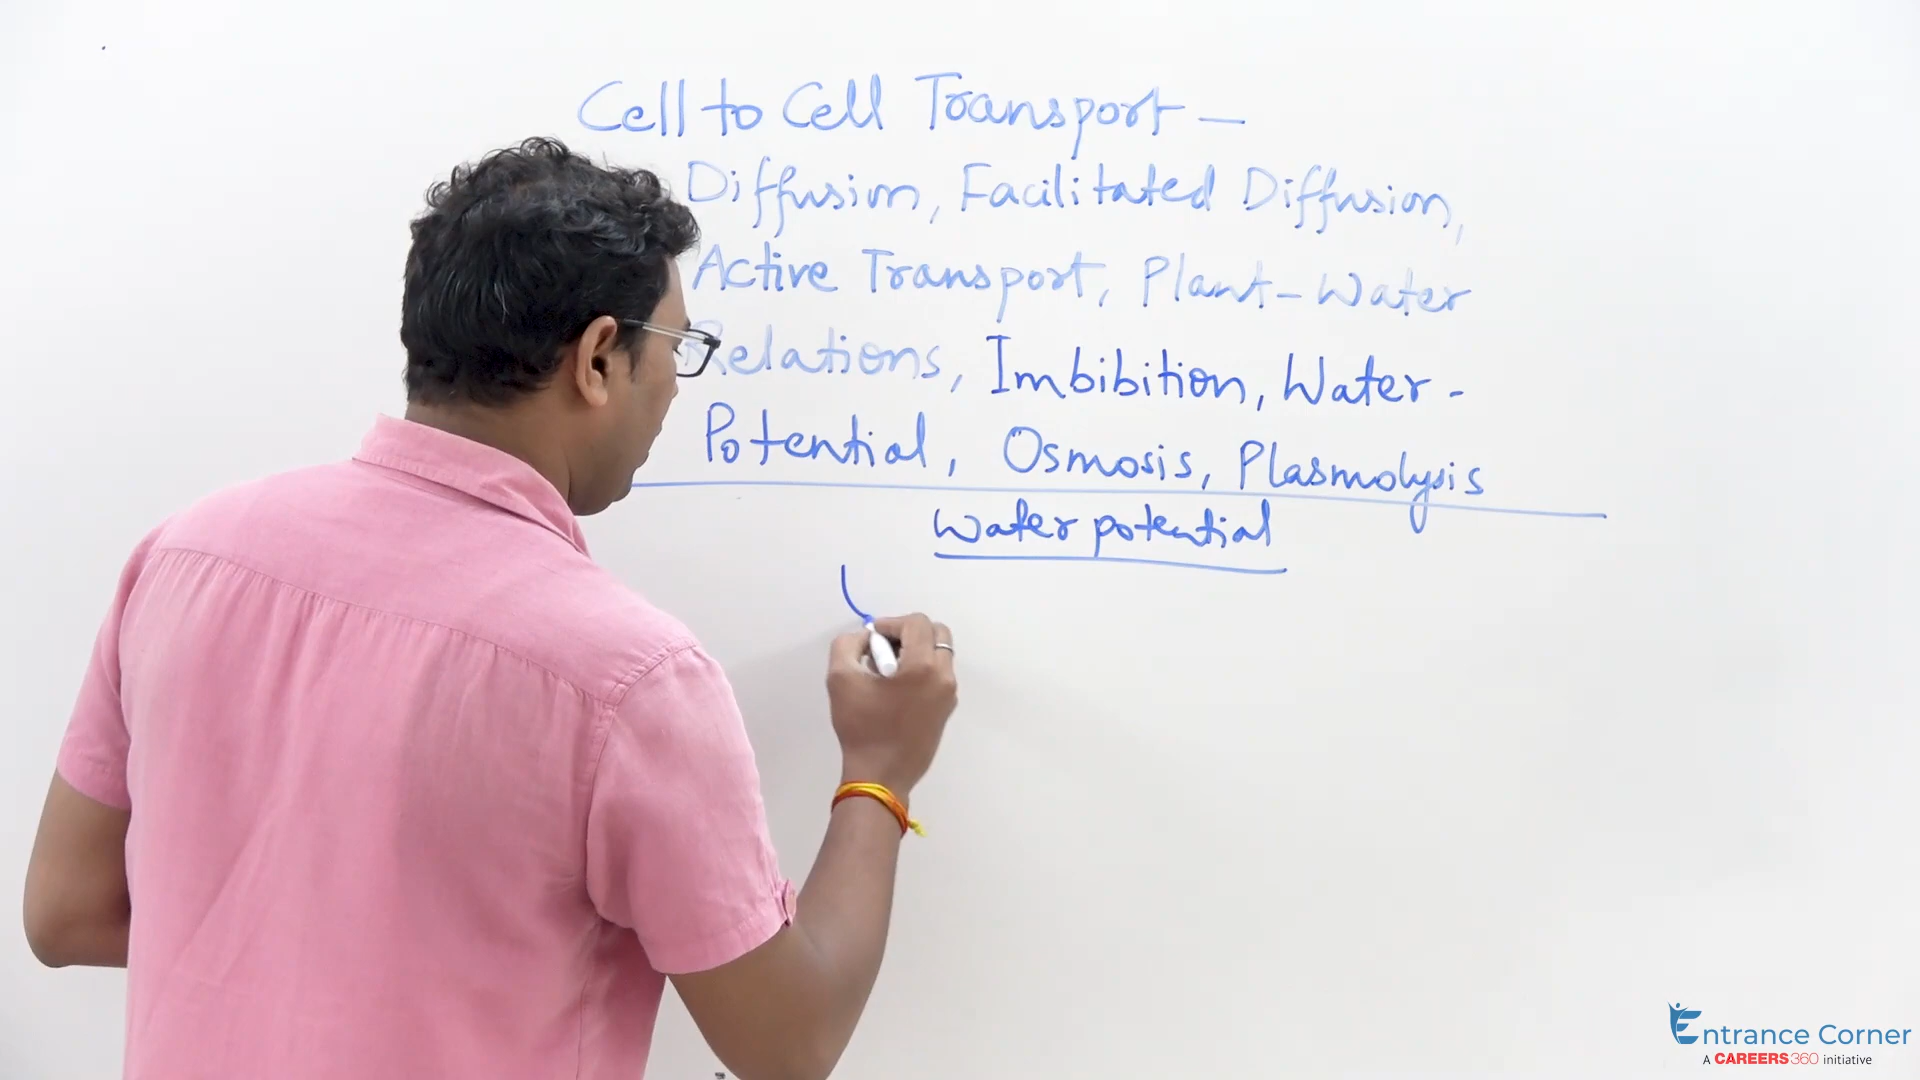 Cell to Cell Transport -
Diffusion, Facilitated Diffusion,
Active Transport, Plant-Water
Relations, Imbibition, Water-
Potential, Osmosis, Plasmolysis
Water potential
Entrance Corner
A CAREERS360 initiative